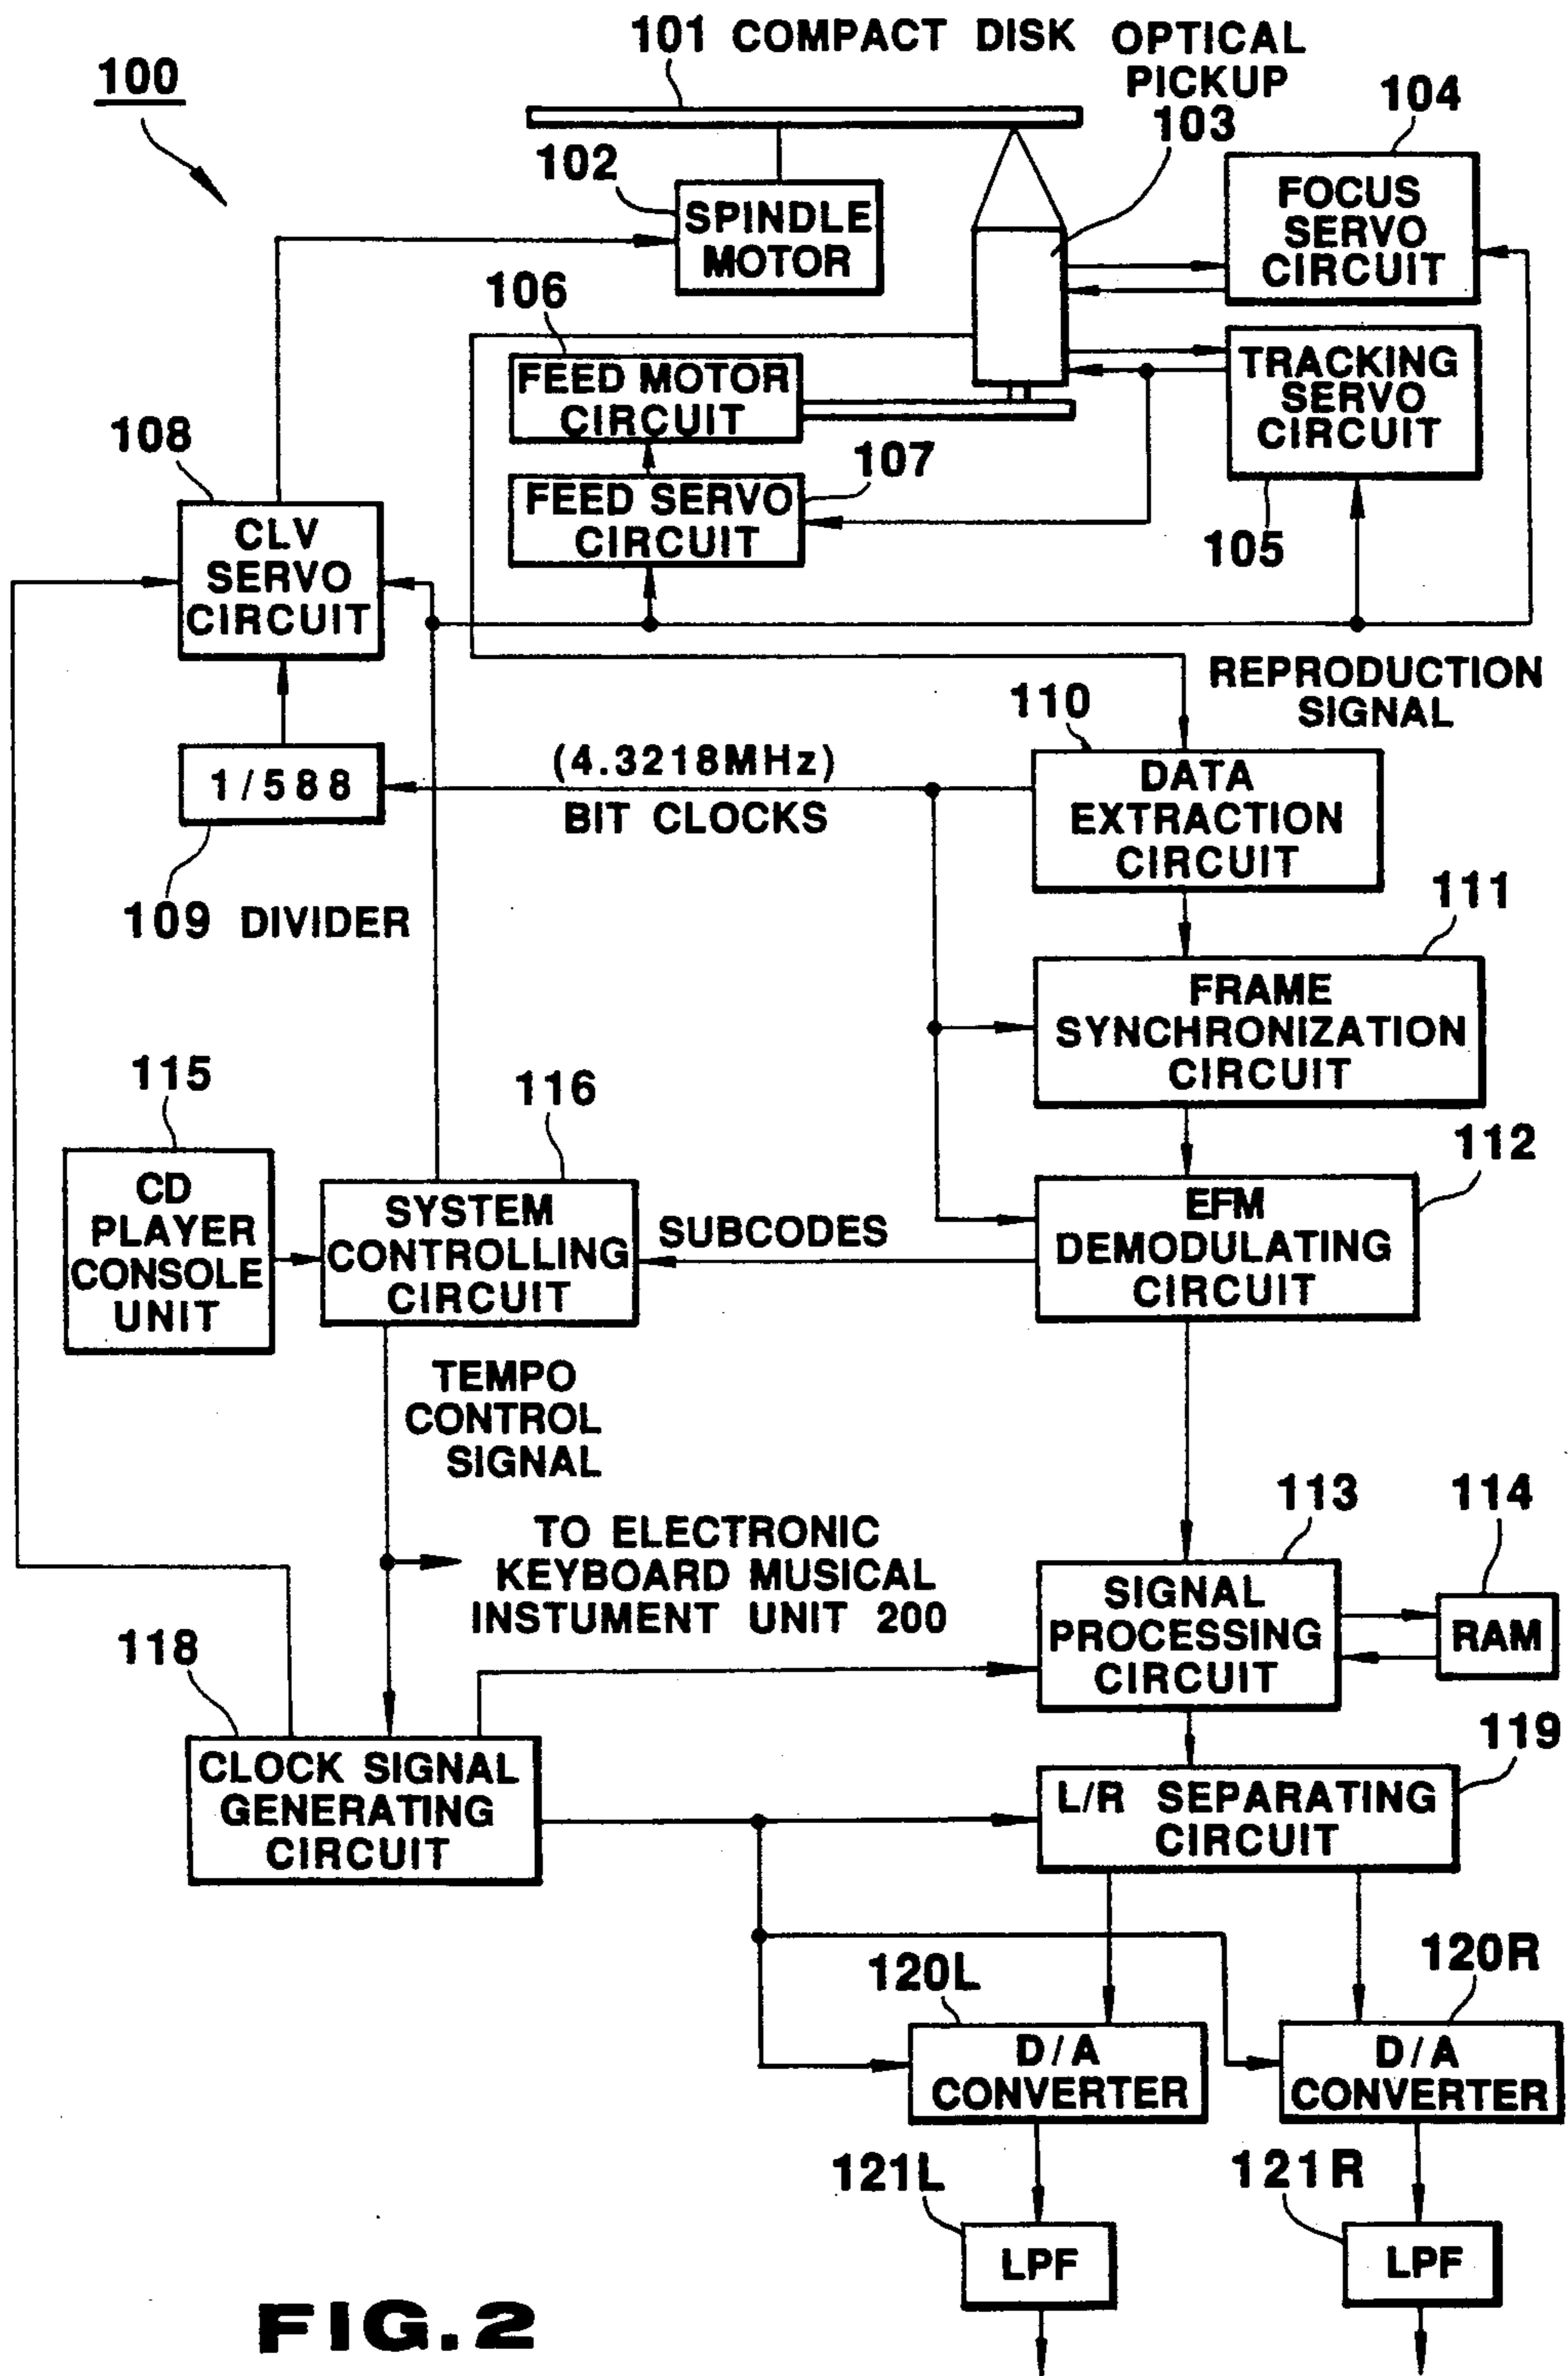 101 COMPACT DISK
OPTICAL
PICKUP
103
100
104
102
SPINDLE
MOTOR
FOCUS
SERVO
CIRCUIT
106
FEED MOTOR
CIRCUIT
TRACKING
SERVO
CIRCUIT
105
108
107
FEED SERVO
CIRCUIT
CLV
SERVO
CIRCUIT
REPRODUCTION
SIGNAL
110
1/588
(4.3218MHz)
BIT CLOCKS
DATA
EXTRACTION
CIRCUIT
109 DIVIDER
111
FRAME
SYNCHRONIZATION
CIRCUIT
115
116
112
CD
PLAYER
CONSOLE
UNIT
SYSTEM
CONTROLLING
CIRCUIT
SUBCODES
EFM
DEMODULATING
CIRCUIT
TEMPO
CONTROL
SIGNAL
TO ELECTRONIC
KEYBOARD MUSICAL
INSTUMENT UNIT 200
113
114
SIGNAL
PROCESSING
CIRCUIT
RAM
118
CLOCK SIGNAL
GENERATING
CIRCUIT
119
L/R SEPARATING
CIRCUIT
120L
120R
D/A
CONVERTER
D/A
CONVERTER
121L
121R
LPF
LPF
FIG.2